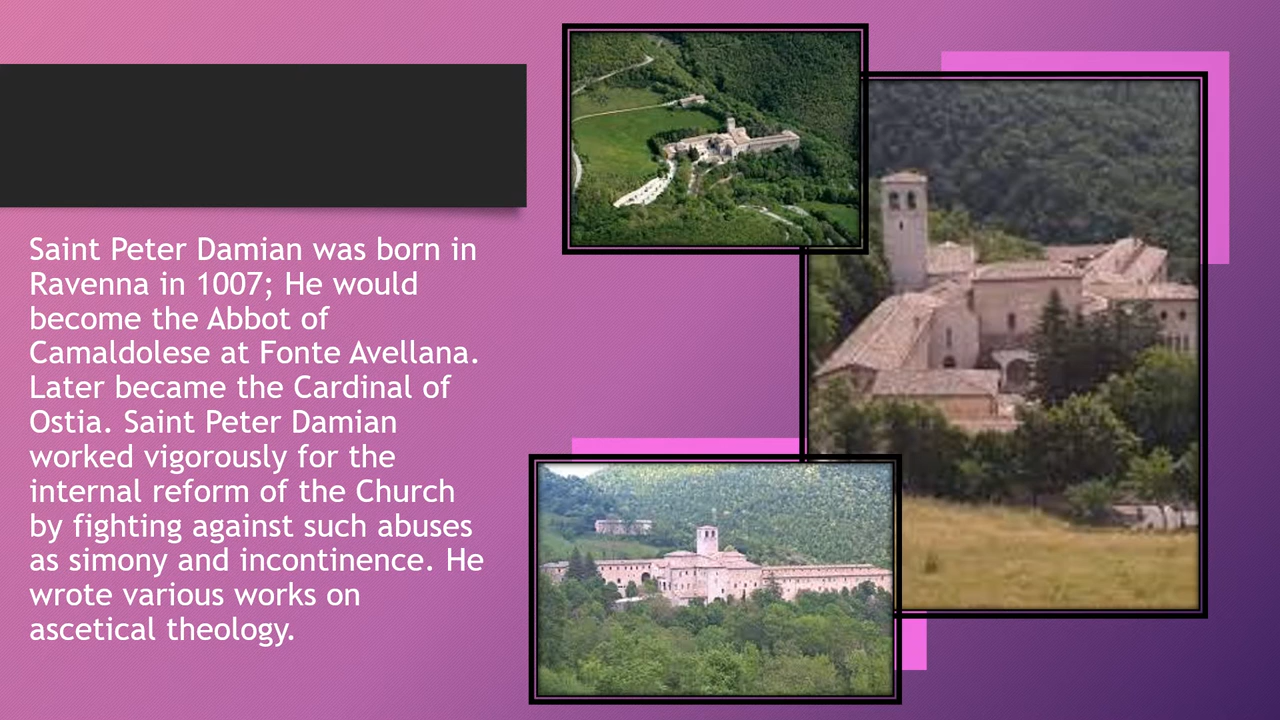 Saint Peter Damian was born in
Ravenna in 1007; He would
become the Abbot of
Camaldolese at Fonte Avellana.
Later became the Cardinal of
Ostia. Saint Peter Damian
worked vigorously for the
internal reform of the Church
by fighting against such abuses
as simony and incontinence. He
wrote various works on
ascetical theology.